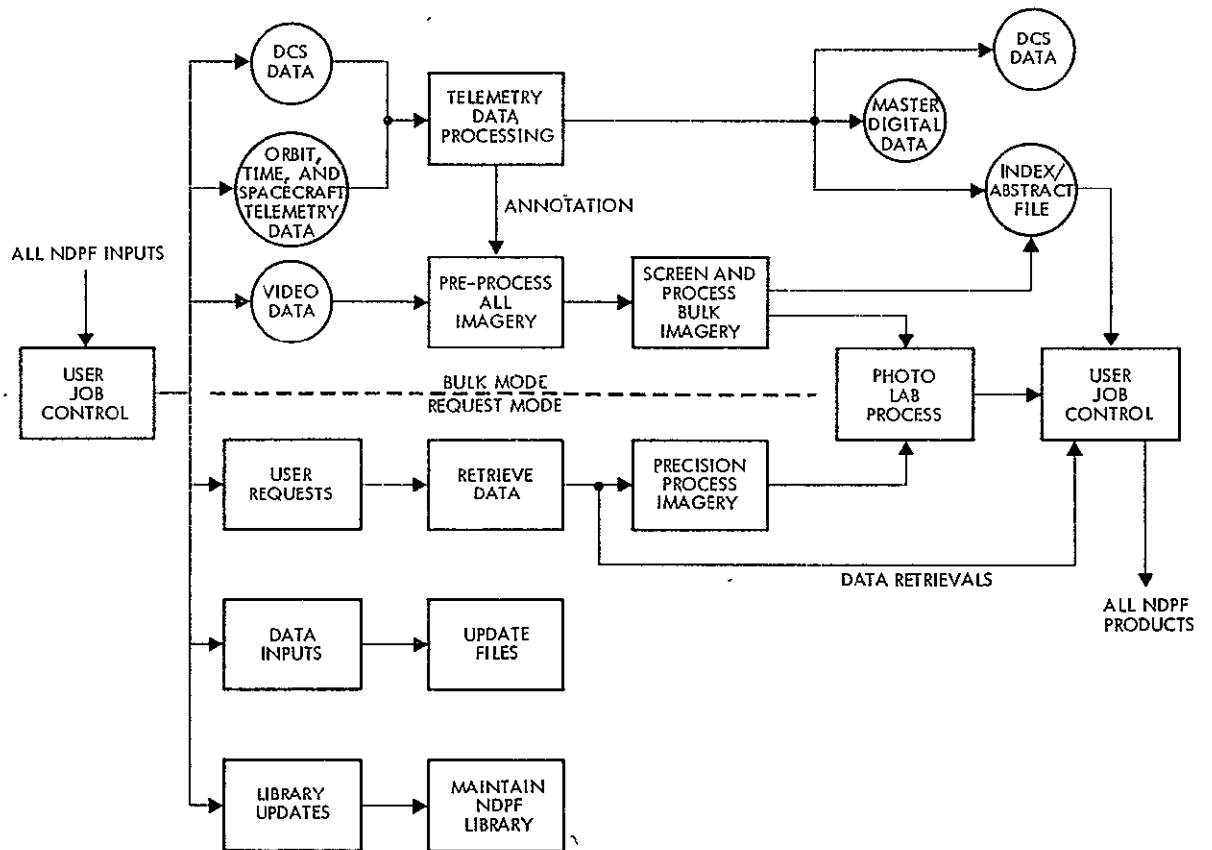 DCS
DATA
ORBIT,
TIME, AND
SPACECRAFT
TELEMETRY
DATA
TELEMETRY
DATA
PROCESSING
DCS
DATA
MASTER
DIGITAL
DATA
INDEX/
ABSTRACT
FILE
ANNOTATION
ALL NDPF INPUTS
VIDEO
DATA
PRE-PROCESS
ALL
IMAGERY
SCREEN AND
PROCESS
BULK
IMAGERY
USER
JOB
CONTROL
BULK MODE
REQUEST MODE
PHOTO
LAB
PROCESS
USER
JOB
CONTROL
USER
REQUESTS
RETRIEVE
DATA
PRECISION
PROCESS
IMAGERY
DATA RETRIEVALS
ALL NDPF
PRODUCTS
DATA
INPUTS
UPDATE
FILES
LIBRARY
UPDATES
MAINTAIN
NDPF
LIBRARY